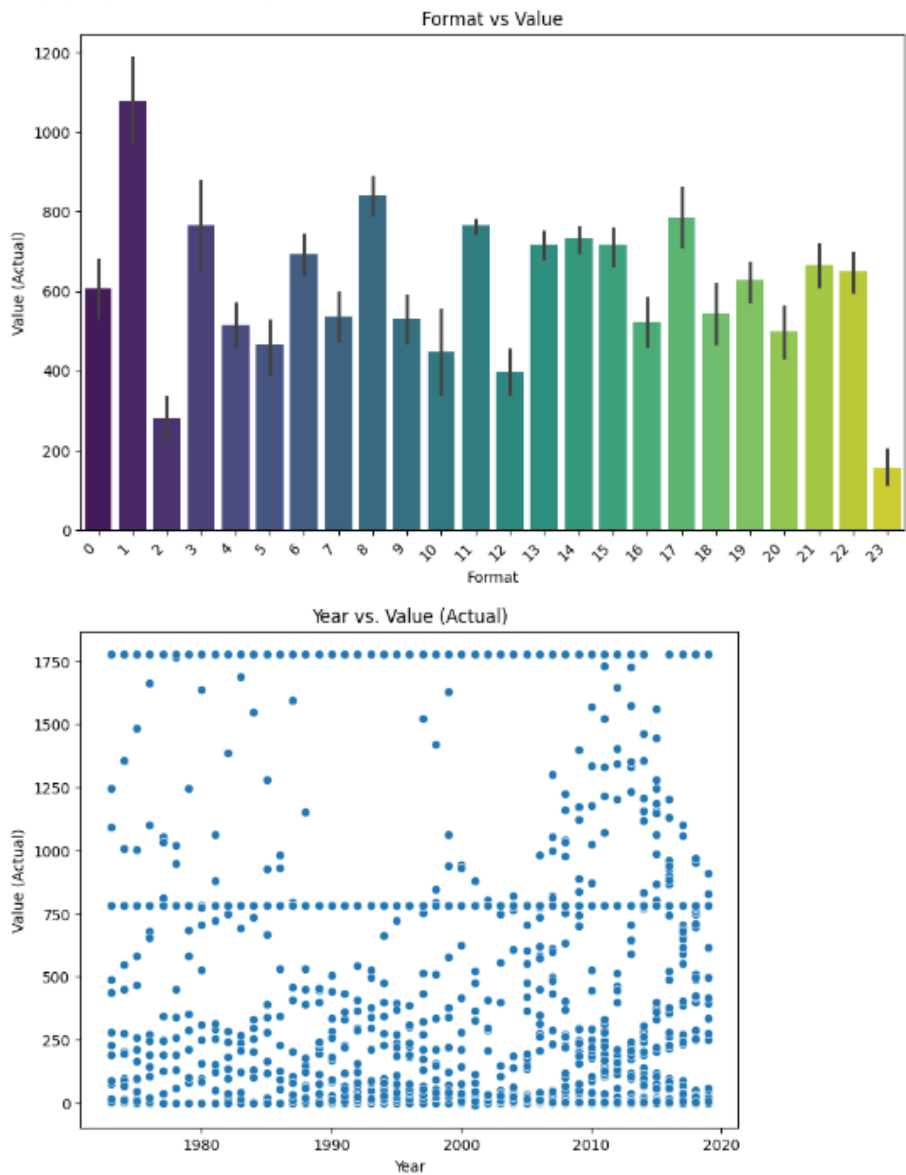 Format vs Value
1200
1000
800
600
400
200
0
Value (Actual)
0 1 2 3 4 5 6 7 8 9 10 11 12 13 14 15 16 17 18 19 20 21 22 23
Format
Year vs. Value (Actual)
1750
1500
1250
1000
750
500
250
0
Value (Actual)
1980 1990 2000 2010 2020
Year